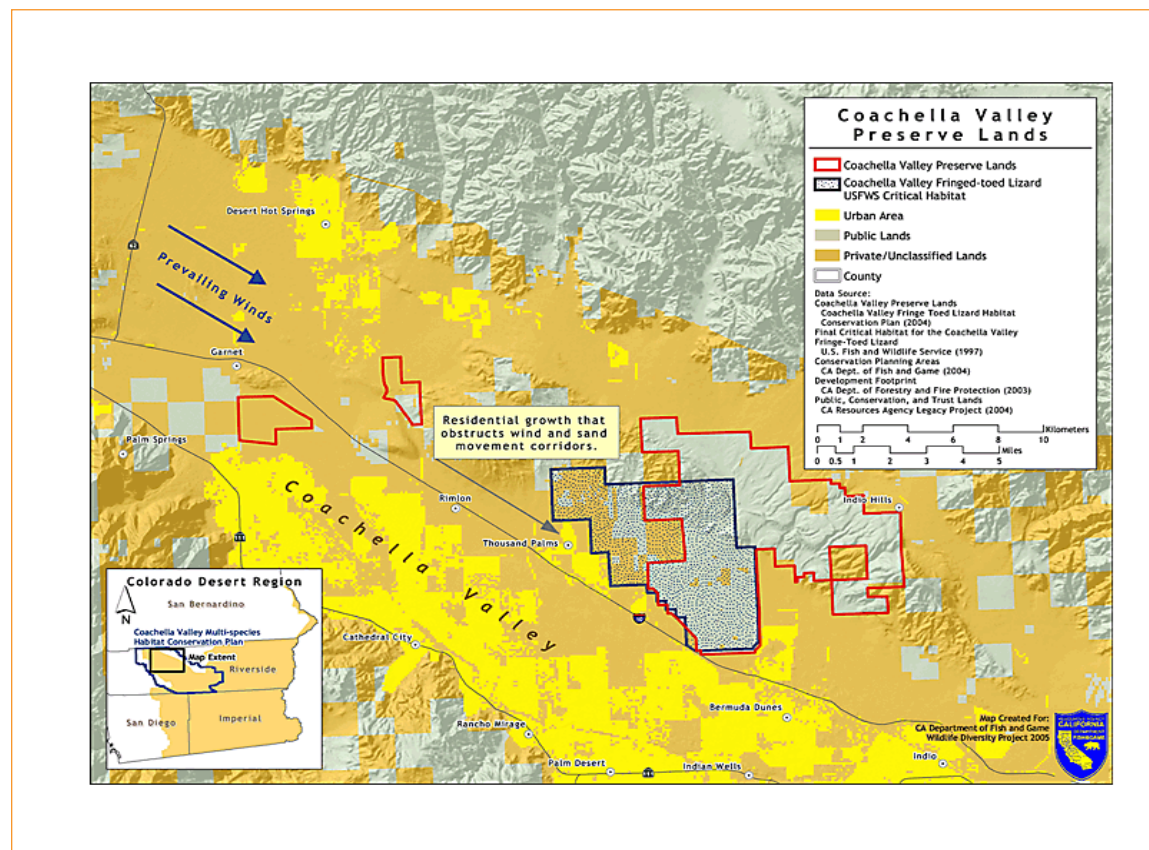 Coachella Valley
Preserve Lands
Coachella Valley Preserve Lands
Coachella Valley Fringed-toed Lizard
USFWS Critical Habitat
Urban Area
Public Lands
Private/Unclassified Lands
County
Data Source:
Coachella Valley Preserve Lands
Coachella Valley Fringe Toed Lizard Habitat
Conservation Plan (2004)
Final Critical Habitat for the Coachella Valley
Fringe-Toed Lizard
U.S. Fish and Wildlife Service (1997)
Conservation Planning Areas
CA Dept. of Fish and Game (2004)
Development Footprint
CA Dept. of Forestry and Fire Protection (2003)
Public, Conservation, and Trust Lands
CA Resources Agency Legacy Project (2004)
Kilometers
0 1 2 4 6 8 10
Miles
0 0.5 1 2 3 4 5
Desert Hot Springs
62
Prevailing Winds
Garnet
Palm Springs
Residential growth that
obstructs wind and sand
movement corridors.
Indio Hills
Rimlon
Thousand Palms
111
10
Coachella Valley
Cathedral City
Rancho Mirage
Bermuda Dunes
Palm Desert
111
Indian Wells
Indio
Colorado Desert Region
N
San Bernardino
Coachella Valley Multi-species
Habitat Conservation Plan
Map Extent
Riverside
San Diego
Imperial
Map Created For:
CA Department of Fish and Game
Wildlife Diversity Project 2005
CALIFORNIA
FISH&GAME